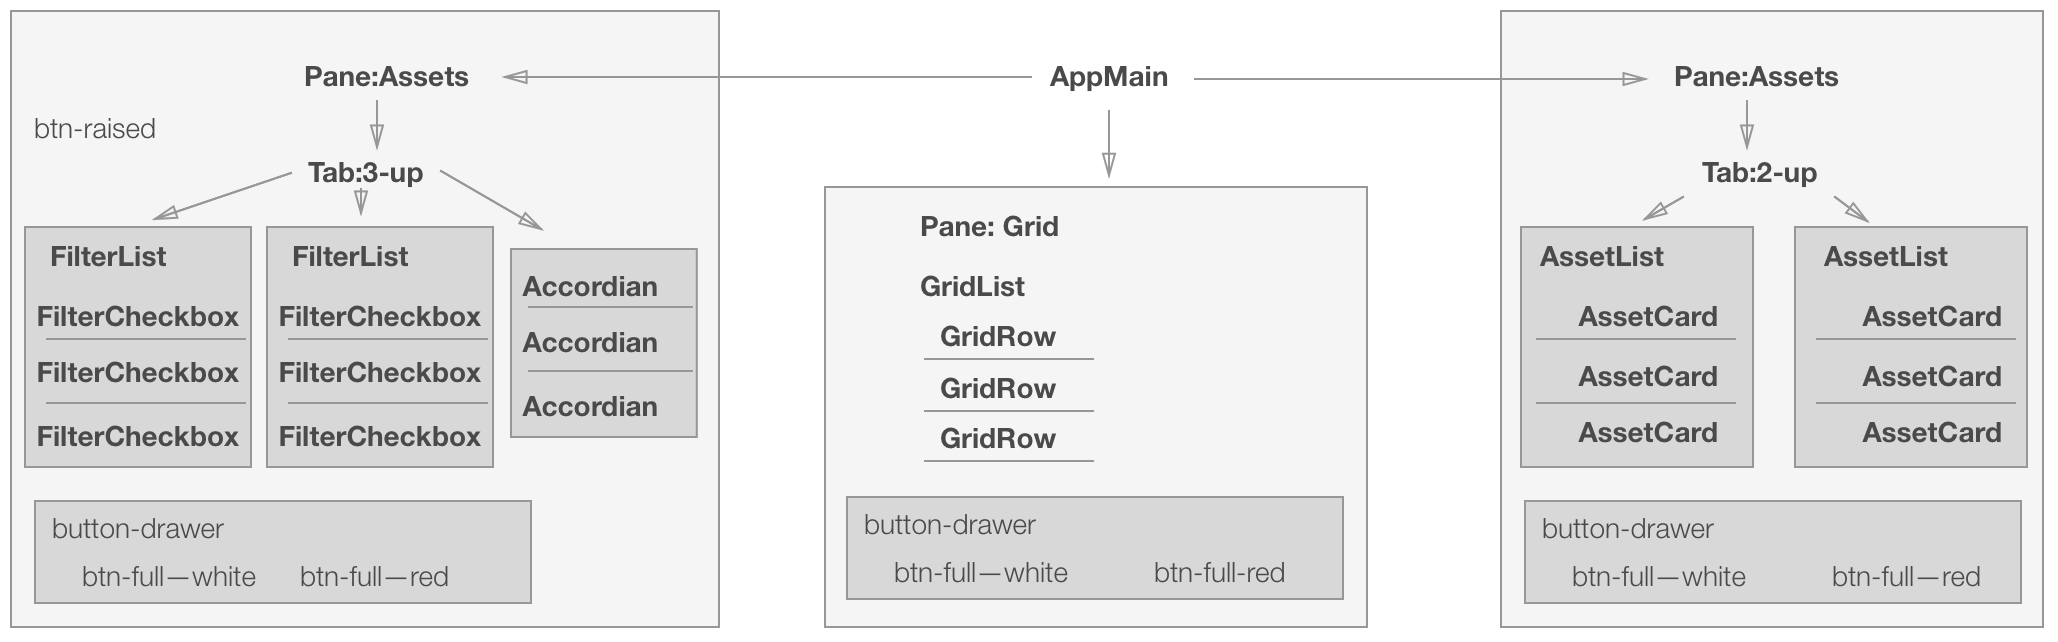 Pane:Assets
btn-raised
Tab:3-up
FilterList
FilterCheckbox
FilterCheckbox
FilterCheckbox
FilterList
FilterCheckbox
FilterCheckbox
FilterCheckbox
Accordian
Accordian
Accordian
button-drawer
btn-full—white btn-full—red
AppMain
Pane: Grid
GridList
GridRow
GridRow
GridRow
button-drawer
btn-full—white btn-full-red
Pane:Assets
Tab:2-up
AssetList
AssetCard
AssetCard
AssetCard
AssetList
AssetCard
AssetCard
AssetCard
button-drawer
btn-full—white btn-full—red